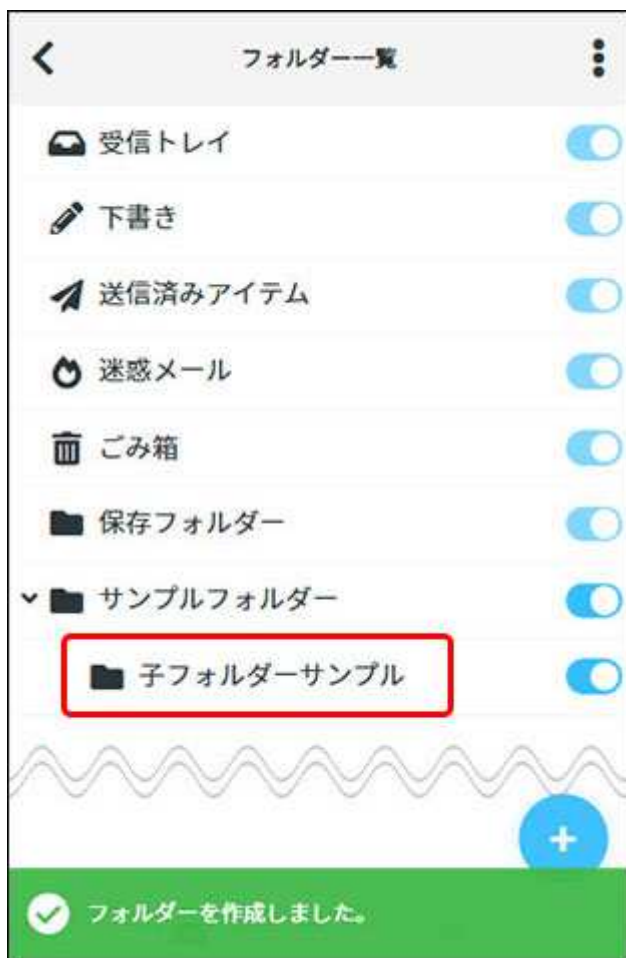 フォルダー一覧
受信トレイ
下書き
送信済みアイテム
迷惑メール
ごみ箱
保存フォルダー
サンプルフォルダー
子フォルダーサンプル
フォルダーを作成しました。